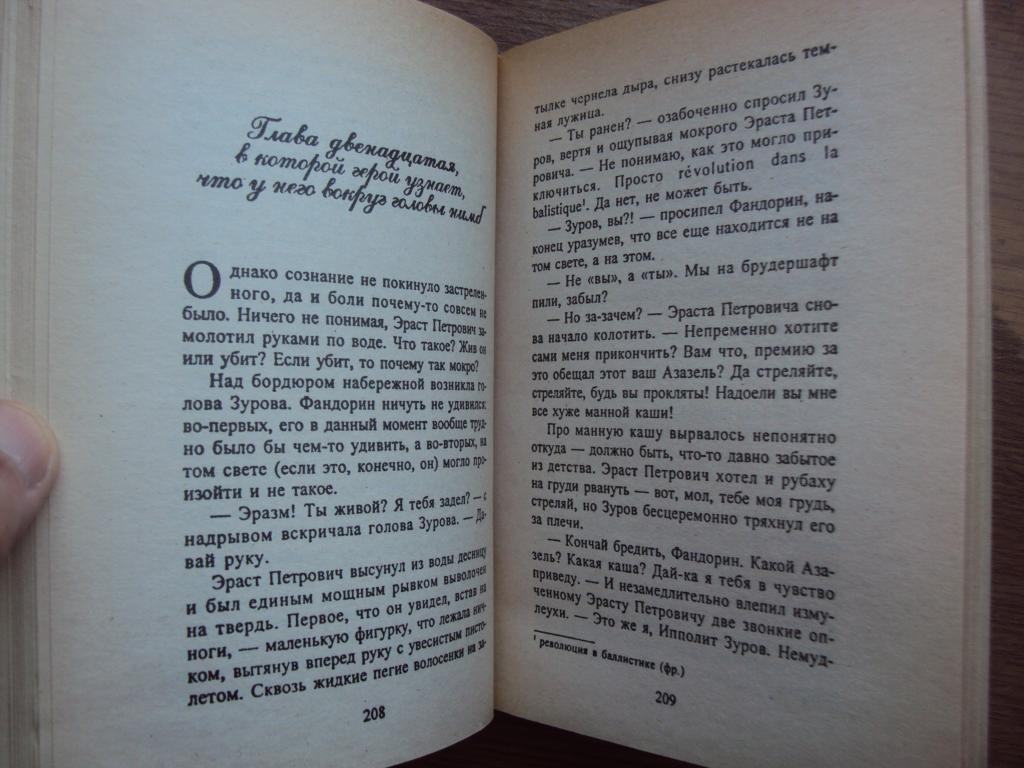 Глава двенадцатая,
в которой герой узнает,
что у него вокруг головы нимб
Однако сознание не покинуло застрелен-
ного, да и боли почему-то совсем не
было. Ничего не понимая, Эраст Петрович за-
молотил руками по воде. Что такое? Жив он
или убит? Если убит, то почему так мокро?
Над бордюром набережной возникла го-
лова Зурова. Фандорин ничуть не удивился:
во-первых, его в данный момент вообще труд-
но было бы чем-то удивить, а во-вторых, на
том свете (если это, конечно, он) могло про-
изойти и не такое.
— Эразм! Ты живой? Я тебя задел? — с
надрывом вскричала голова Зурова. — Да-
вай руку.
Эраст Петрович высунул из воды десницу
и был единым мощным рывком выволочен
на твердь. Первое, что он увидел, встав на
ноги, — маленькую фигурку, что лежала нич-
ком, вытянув вперед руку с увесистым писто-
летом. Сквозь жидкие пегие волосенки на за-
208
тылке чернела дыра, снизу растекалась тем-
ная лужица.
— Ты ранен? — озабоченно спросил Зу-
ров, вертя и ощупывая мокрого Эраста Пет-
ровича. — Не понимаю, как это могло при-
ключиться. Просто révolution dans la
balistique¹. Да нет, не может быть.
— Зуров, вы?! — просипел Фандорин, на-
конец уразумев, что все еще находится не на
том свете, а на этом.
— Не «вы», а «ты». Мы на брудершафт
пили, забыл?
— Но за-зачем? — Эраста Петровича сно-
ва начало колотить. — Непременно хотите
сами меня прикончить? Вам что, премию за
это обещал этот ваш Азазель? Да стреляйте,
стреляйте, будь вы прокляты! Надоели вы мне
все хуже манной каши!
Про манную кашу вырвалось непонятно
откуда — должно быть, что-то давно забытое
из детства. Эраст Петрович хотел и рубаху
на груди рвануть — вот, мол, тебе моя грудь,
стреляй, но Зуров бесцеремонно тряхнул его
за плечи.
— Кончай бредить, Фандорин. Какой Аза-
зель? Какая каша? Дай-ка я тебя в чувство
приведу. — И незамедлительно влепил изму-
ченному Эрасту Петровичу две звонкие оп-
леухи. — Это же я, Ипполит Зуров. Немуд-
¹ революция в баллистике (фр.)
209